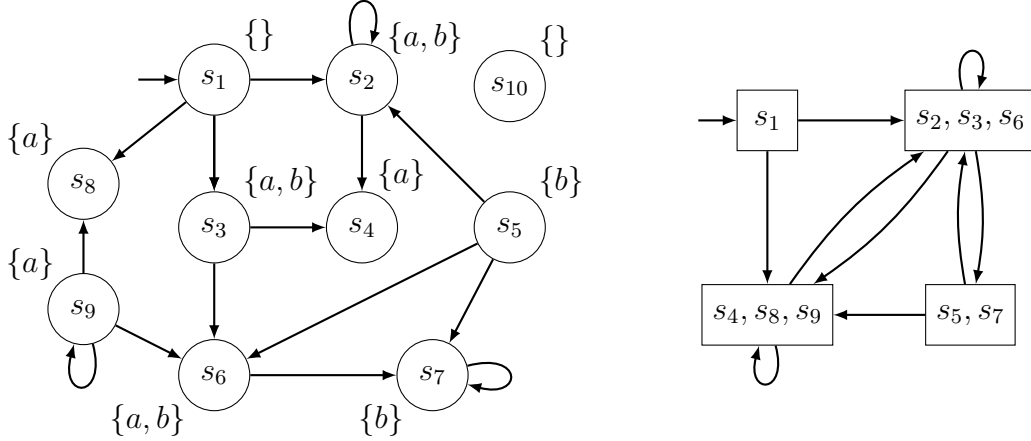 {}
{a, b}
{}
s1
s2
s10
{a}
s8
{a, b}
{a}
{b}
s3
s4
s5
{a}
s9
s6
s7
{a, b}
{b}
s1
s2, s3, s6
s4, s8, s9
s5, s7